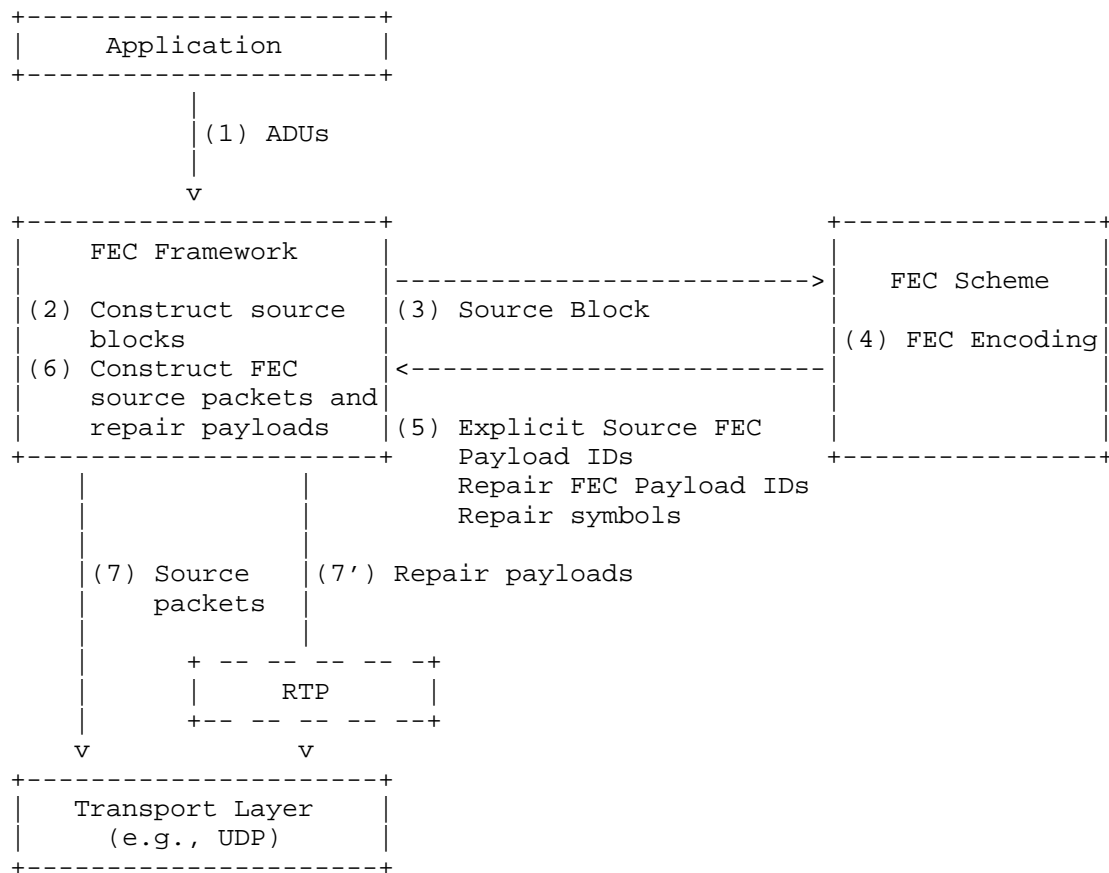 Application
(1) ADUs
FEC Framework
FEC Scheme
(2) Construct source
(3) Source Block
blocks
(4) FEC Encoding
(6) Construct FEC
source packets and
repair payloads
(5) Explicit Source FEC
Payload IDs
Repair FEC Payload IDs
Repair symbols
(7) Source
(7’) Repair payloads
packets
RTP
Transport Layer
(e.g., UDP)